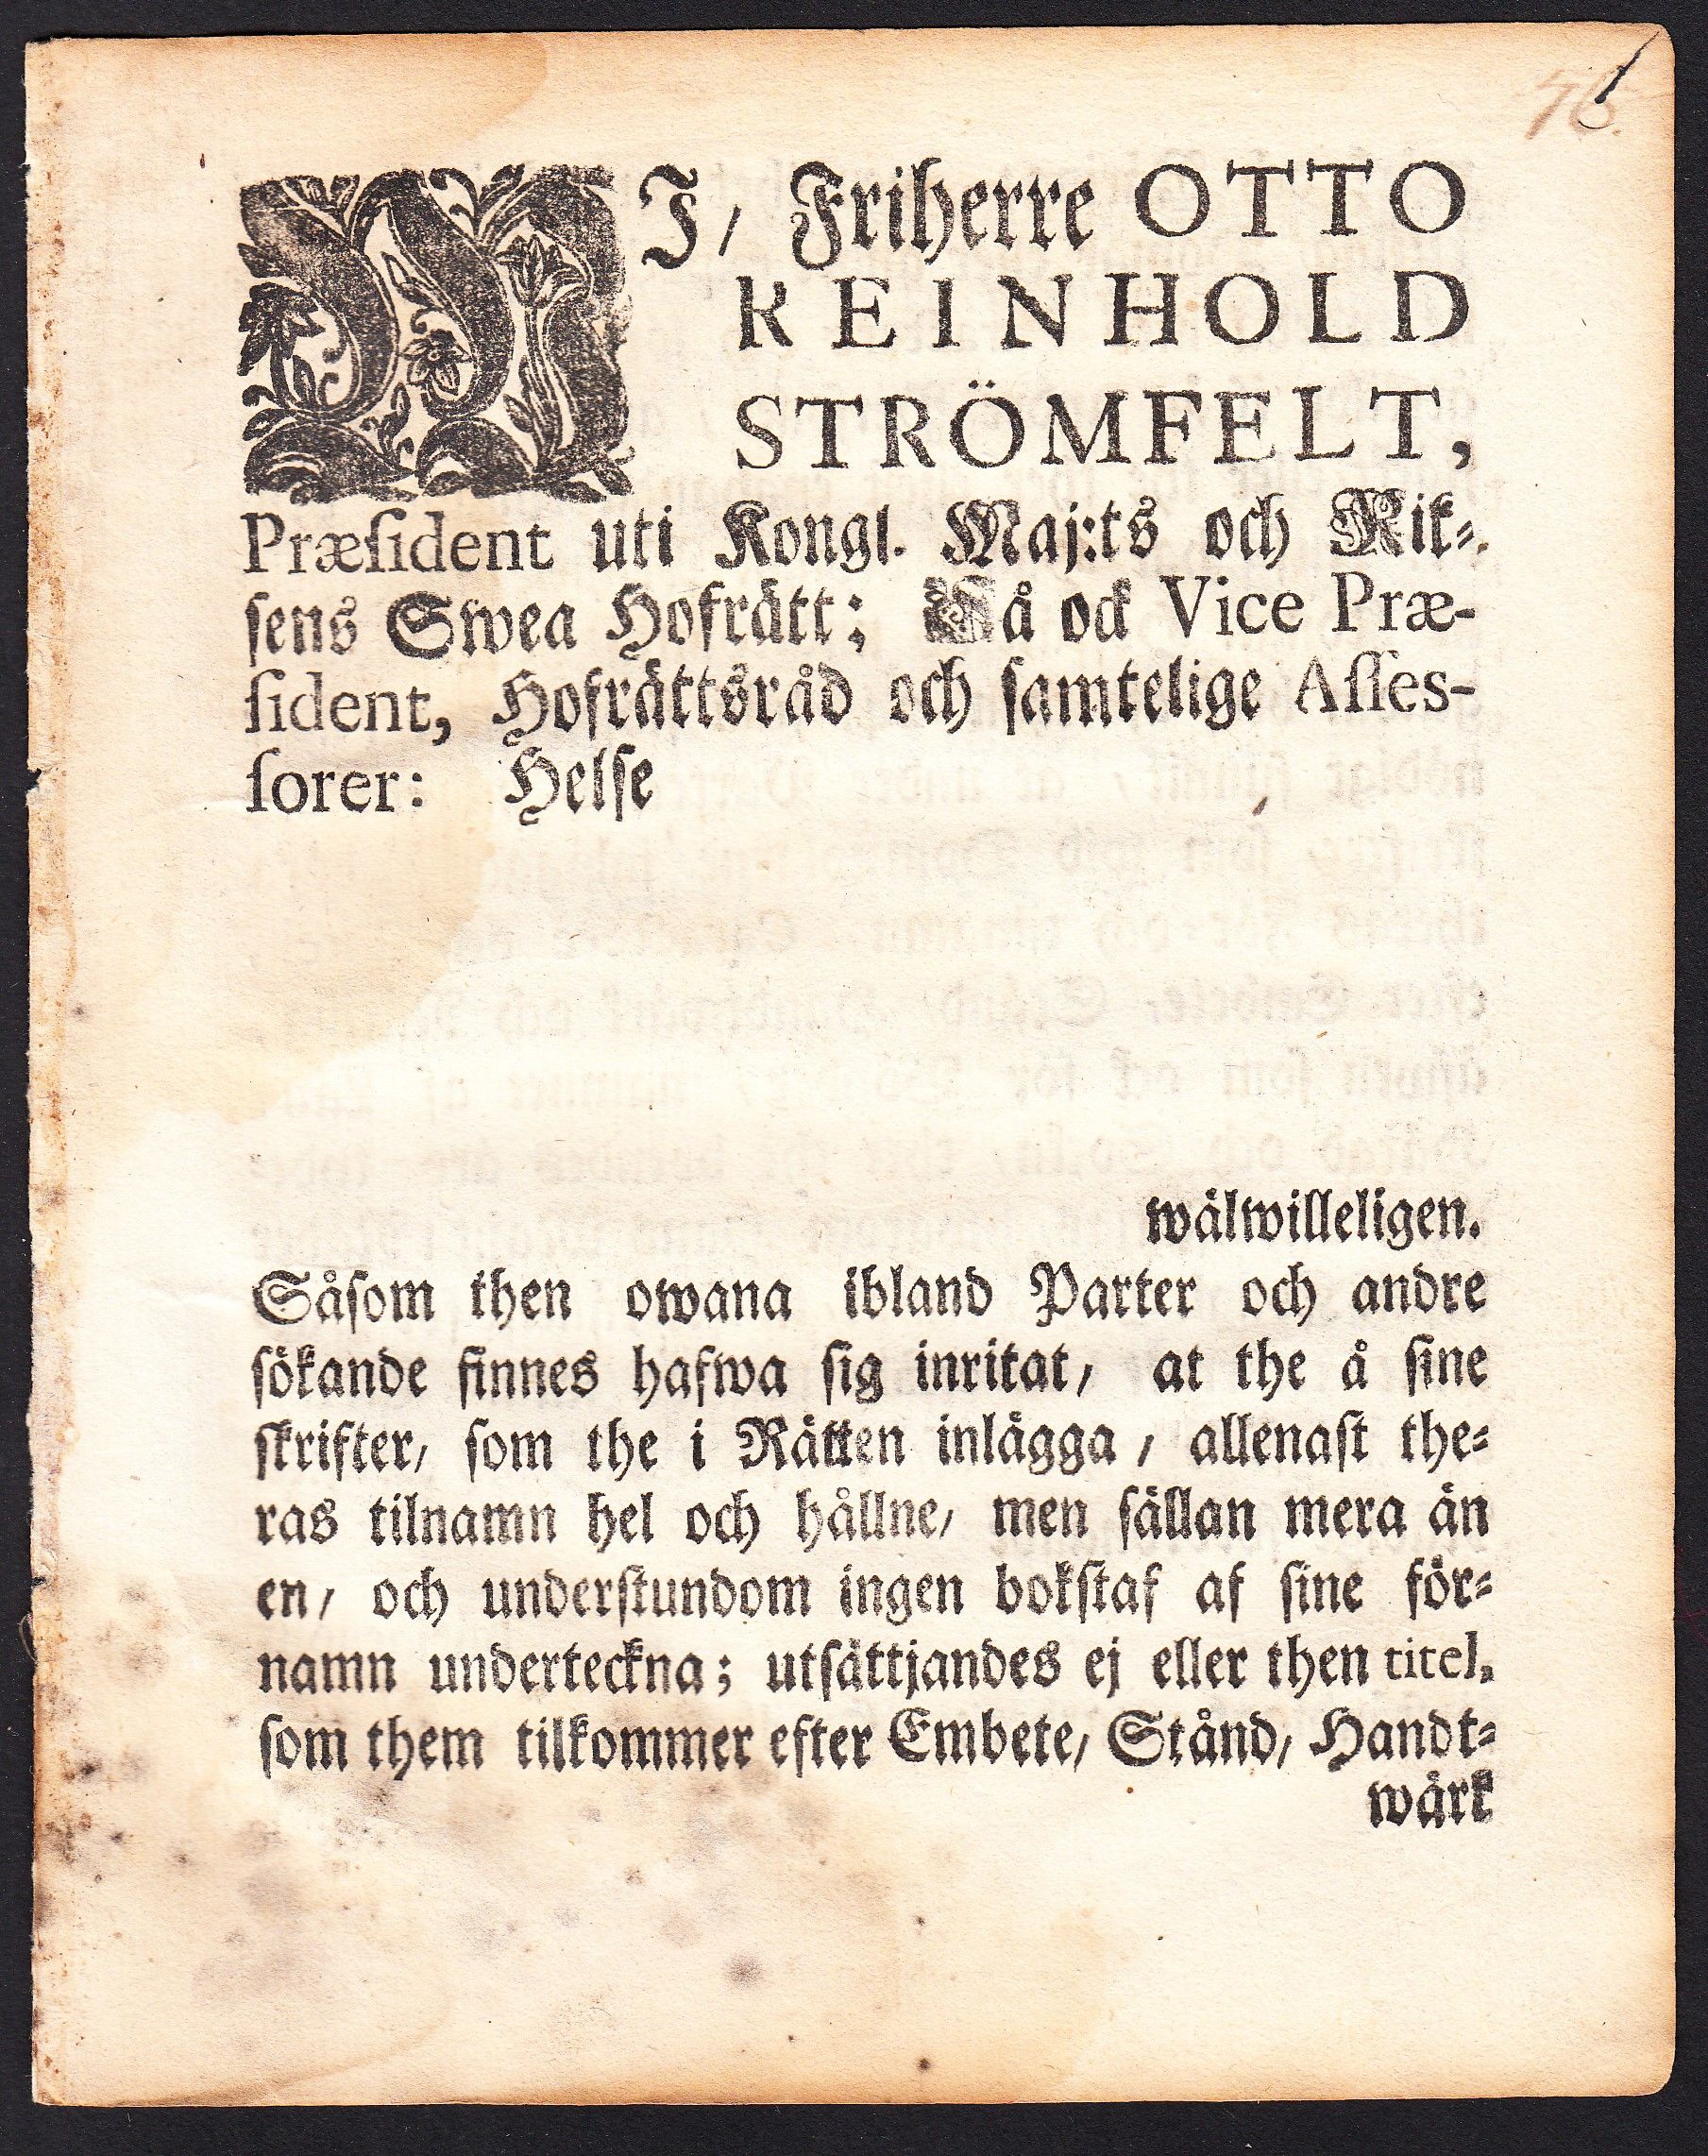 76.
WJ, Friherre OTTO
REINHOLD
STRÖMFELT,
Præſident uti Kongl. Maj:ts och Rik⸗
ſens Swea Hofrätt; Så ock Vice Præ-
ſident, Hofrättsråd och ſamtelige Aſſes-
ſorer: Helſe
wälwilleligen.
Såſom then owana ibland Parter och andre
ſökande finnes hafwa ſig inritat, at the å ſine
ſkrifter, ſom the i Rätten inlägga, allenaſt the⸗
ras tilnamn hel och hållne, men ſällan mera än
en, och underſtundom ingen bokſtaf af ſine för⸗
namn underteckna; utſättjandes ej eller then titel,
ſom them tilkommer efter Embete, Stånd, Handt⸗
wärk